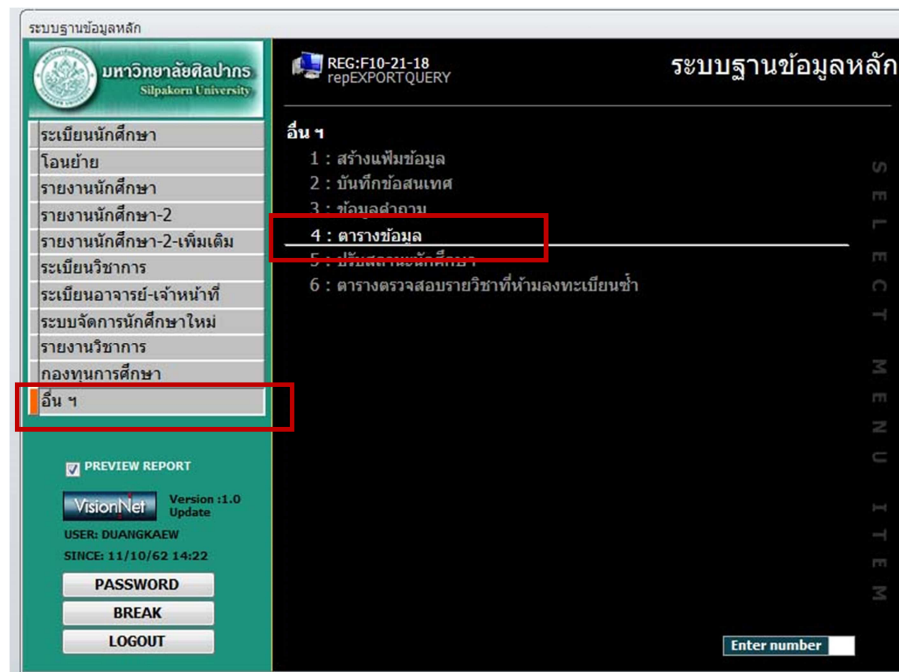 ระบบฐานข้อมูลหลัก
มหาวิทยาลัยศิลปากร
Silpakorn University
ระเบียนนักศึกษา
โอนย้าย
รายงานนักศึกษา
รายงานนักศึกษา-2
รายงานนักศึกษา-2-เพิ่มเติม
ระเบียนวิชาการ
ระเบียนอาจารย์-เจ้าหน้าที่
ระบบจัดการนักศึกษาใหม่
รายงานวิชาการ
กองทุนการศึกษา
อื่น ๆ
PREVIEW REPORT
VisionNet
Version :1.0
Update
USER: DUANGKAEW
SINCE: 11/10/62 14:22
PASSWORD
BREAK
LOGOUT
REG:F10-21-18
repEXPORTQUERY
ระบบฐานข้อมูลหลัก
อื่น ๆ
1 : สร้างแฟ้มข้อมูล
2 : บันทึกข้อสนเทศ
3 : ข้อมูลคำถาม
4 : ตารางข้อมูล
5 : ปรับสถานะนักศึกษา
6 : ตารางตรวจสอบรายวิชาที่ห้ามลงทะเบียนซ้ำ
SELECT MENU ITEM
Enter number